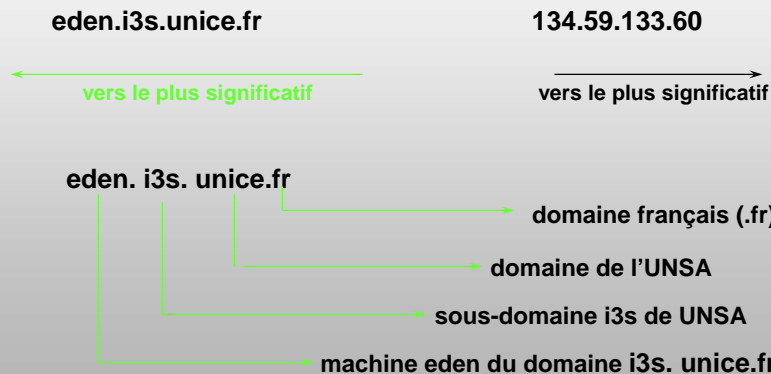 eden.i3s.unice.fr 134.59.133.60
vers le plus significatif vers le plus significatif
eden. i3s. unice.fr
domaine français (.fr)
domaine de l'UNSA
sous-domaine i3s de UNSA
machine eden du domaine i3s. unice.fr